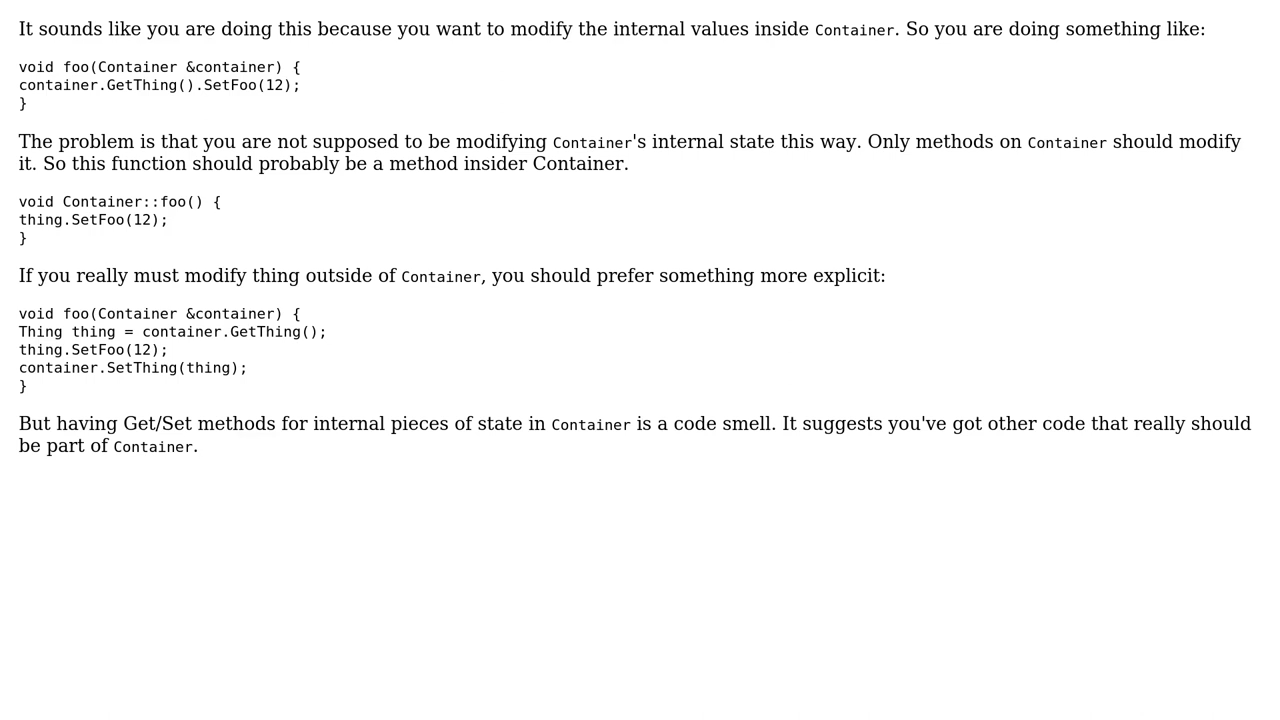 It sounds like you are doing this because you want to modify the internal values inside Container. So you are doing something like:
void foo(Container &container) {
container.GetThing().SetFoo(12);
}
The problem is that you are not supposed to be modifying Container's internal state this way. Only methods on Container should modify
it. So this function should probably be a method insider Container.
void Container::foo() {
thing.SetFoo(12);
}
If you really must modify thing outside of Container, you should prefer something more explicit:
void foo(Container &container) {
Thing thing = container.GetThing();
thing.SetFoo(12);
container.SetThing(thing);
}
But having Get/Set methods for internal pieces of state in Container is a code smell. It suggests you've got other code that really should
be part of Container.